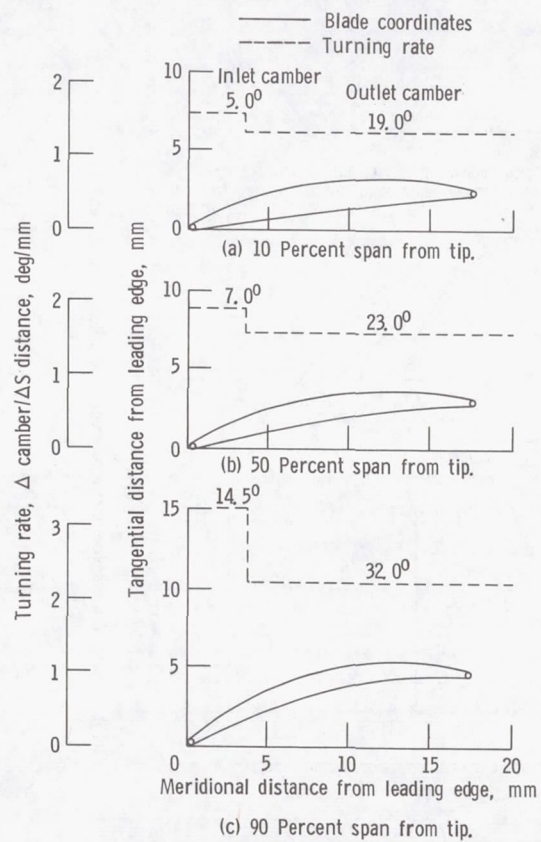 Blade coordinates
Turning rate
Turning rate, Δ camber/ΔS distance, deg/mm
Tangential distance from leading edge, mm
2
1
0
10
5
0
Inlet camber
5.0⁰
Outlet camber
19.0⁰
(a) 10 Percent span from tip.
2
1
0
10
5
0
7.0⁰
23.0⁰
(b) 50 Percent span from tip.
3
2
1
0
15
10
5
14.5⁰
32.0⁰
0 5 10 15 20
Meridional distance from leading edge, mm
(c) 90 Percent span from tip.